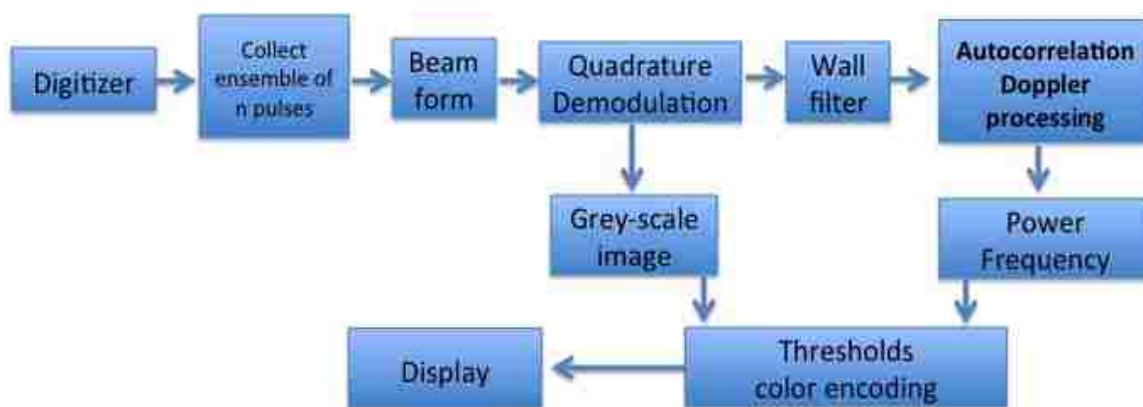 Digitizer
Collect
ensemble of
n pulses
Beam
form
Quadrature
Demodulation
Wall
filter
Autocorrelation
Doppler
processing
Grey-scale
image
Power
Frequency
Thresholds
color encoding
Display